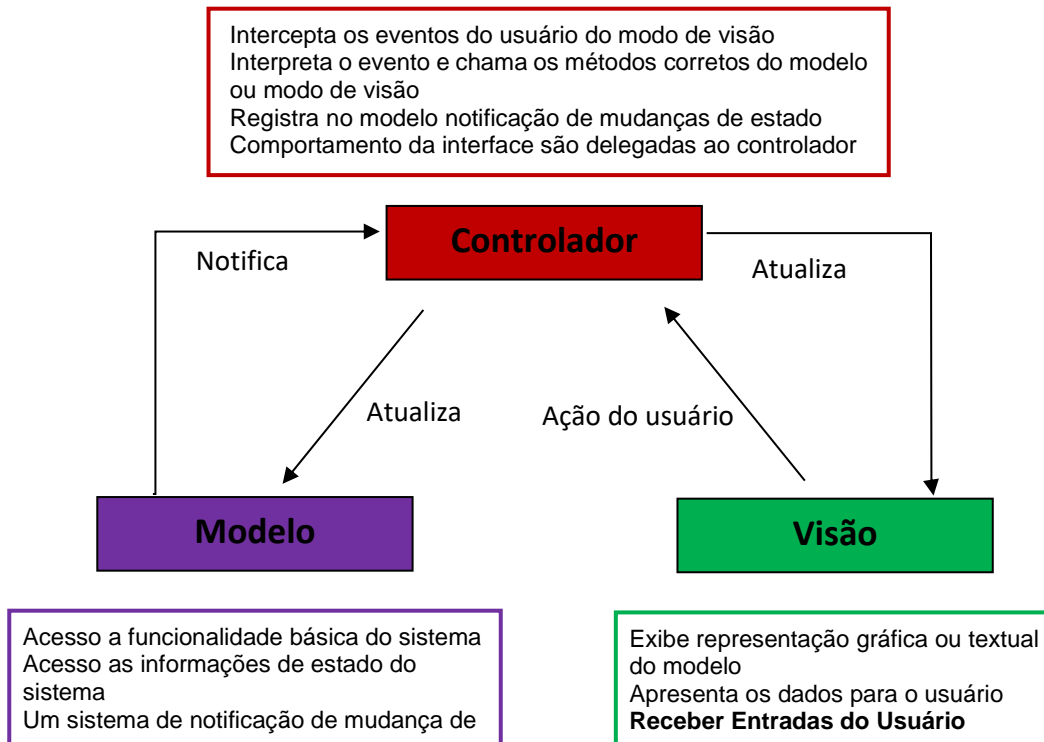 Intercepta os eventos do usuário do modo de visão
Interpreta o evento e chama os métodos corretos do modelo
ou modo de visão
Registra no modelo notificação de mudanças de estado
Comportamento da interface são delegadas ao controlador
Controlador
Notifica
Atualiza
Atualiza
Ação do usuário
Modelo
Visão
Acesso a funcionalidade básica do sistema
Acesso as informações de estado do
sistema
Um sistema de notificação de mudança de
Exibe representação gráfica ou textual
do modelo
Apresenta os dados para o usuário
Receber Entradas do Usuário